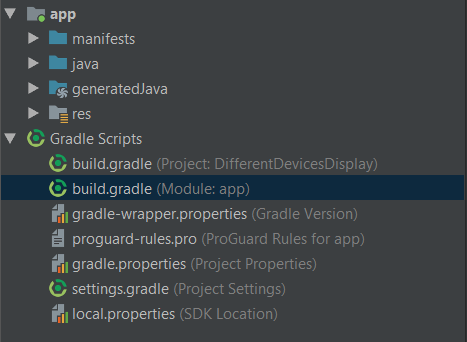 app
manifests
java
generatedJava
res
Gradle Scripts
build.gradle (Project: DifferentDevicesDisplay)
build.gradle (Module: app)
gradle-wrapper.properties (Gradle Version)
proguard-rules.pro (ProGuard Rules for app)
gradle.properties (Project Properties)
settings.gradle (Project Settings)
local.properties (SDK Location)